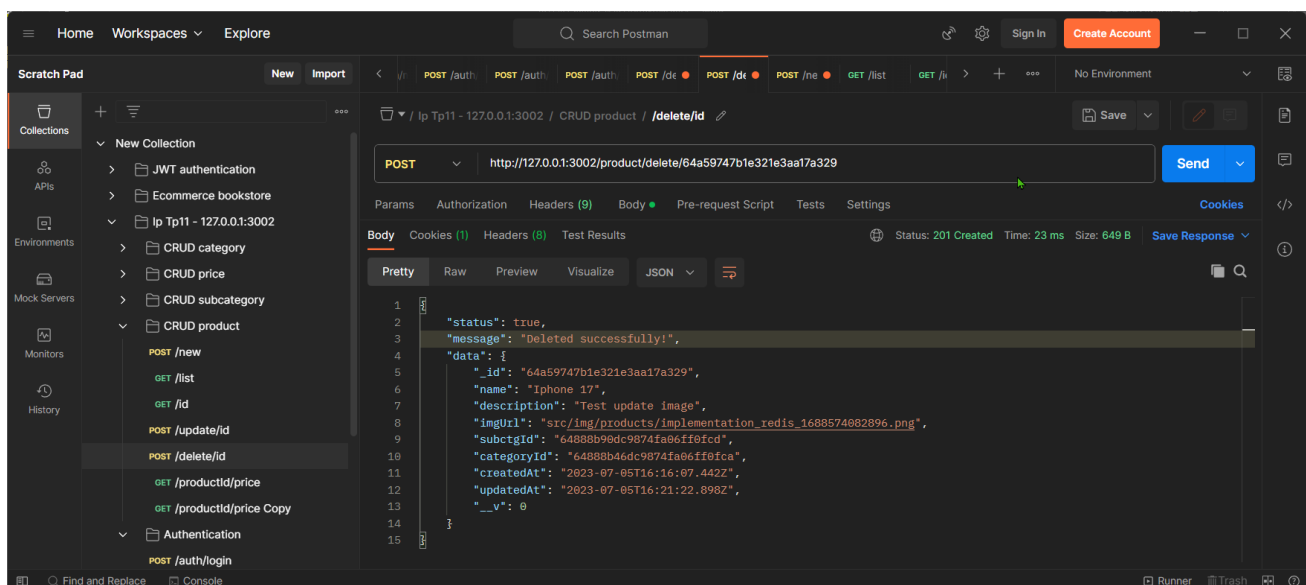 Home Workspaces Explore Search Postman Sign In Create Account
Scratch Pad New Import
POST /auth POST /auth POST /auth POST /de POST /de POST /ne GET /list GET No Environment
Collections
APIs
Environments
Mock Servers
Monitors
History
New Collection
JWT authentication
Ecommerce bookstore
Ip Tp11 - 127.0.0.1:3002
CRUD category
CRUD price
CRUD subcategory
CRUD product
POST /new
GET /list
GET /id
POST /update/id
POST /delete/id
GET /productId/price
GET /productId/price Copy
Authentication
POST /auth/login
/ Ip Tp11 - 127.0.0.1:3002 / CRUD product / /delete/id Save
POST http://127.0.0.1:3002/product/delete/64a59747b1e321e3aa17a329 Send
Params Authorization Headers (9) Body Pre-request Script Tests Settings Cookies
Body Cookies (1) Headers (8) Test Results Status: 201 Created Time: 23 ms Size: 649 B Save Response
Pretty Raw Preview Visualize JSON
1 {
2 "status": true,
3 "message": "Deleted successfully!",
4 "data": {
5 "_id": "64a59747b1e321e3aa17a329",
6 "name": "Iphone 17",
7 "description": "Test update image",
8 "imgUrl": "src/img/products/implementation_redis_1688574082896.png",
9 "subctgId": "64888b90dc9874fa06ff0fcd",
10 "categoryId": "64888b46dc9874fa06ff0fca",
11 "createdAt": "2023-07-05T16:16:07.442Z",
12 "updatedAt": "2023-07-05T16:21:22.898Z",
13 "__v": 0
14 }
15 }
Find and Replace Console Runner Trash